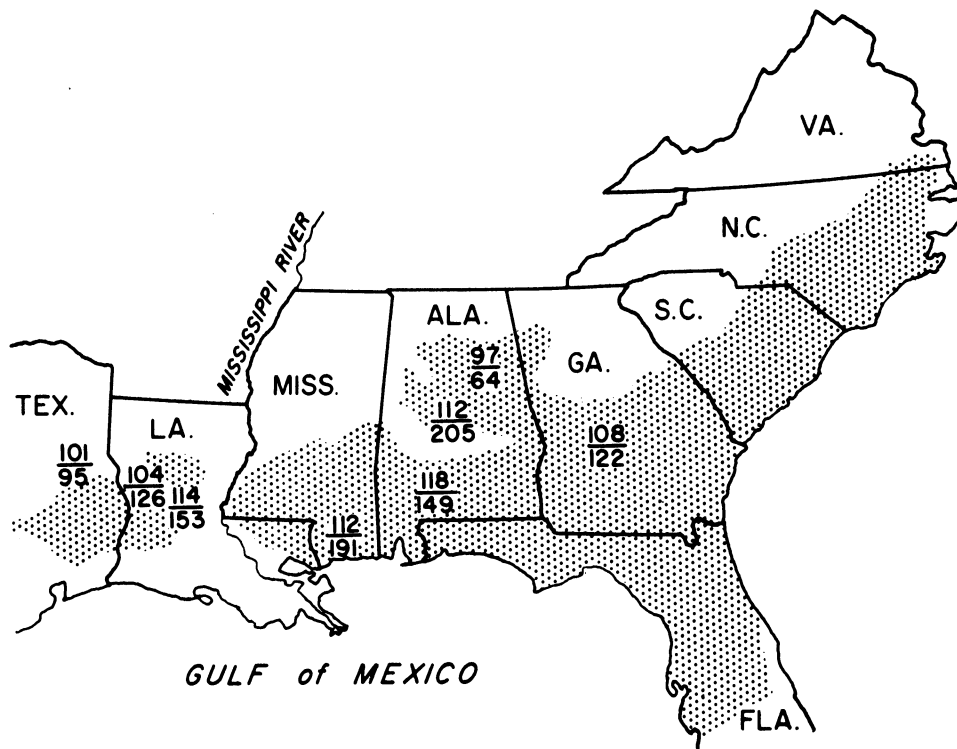 VA.
N.C.
MISSISSIPPI RIVER
S.C.
ALA.
GA.
97
64
MISS.
TEX.
LA.
112
205
108
122
101
95
104
126
114
153
118
149
112
191
GULF of MEXICO
FLA.